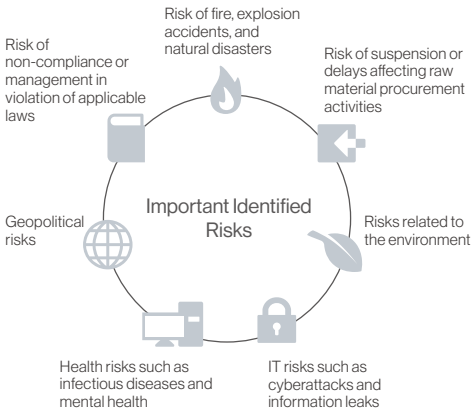 Risk of fire, explosion
accidents, and
natural disasters
Risk of suspension or
delays affecting raw
material procurement
activities
Risks related to
the environment
IT risks such as
cyberattacks and
information leaks
Health risks such as
infectious diseases and
mental health
Geopolitical
risks
Risk of
non-compliance or
management in
violation of applicable
laws
Important Identified
Risks